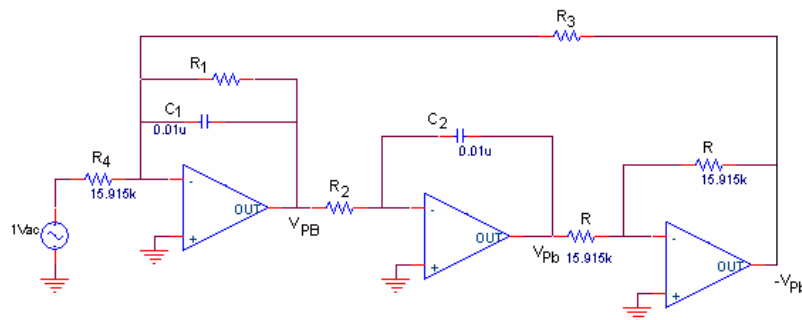 R3
R1
C1
0.01u
C2
0.01u
R4
15.915k
R2
R
15.915k
1Vac
-
+
OUT
VPB
-
+
OUT
VPb
R
15.915k
-
+
OUT
-VPb